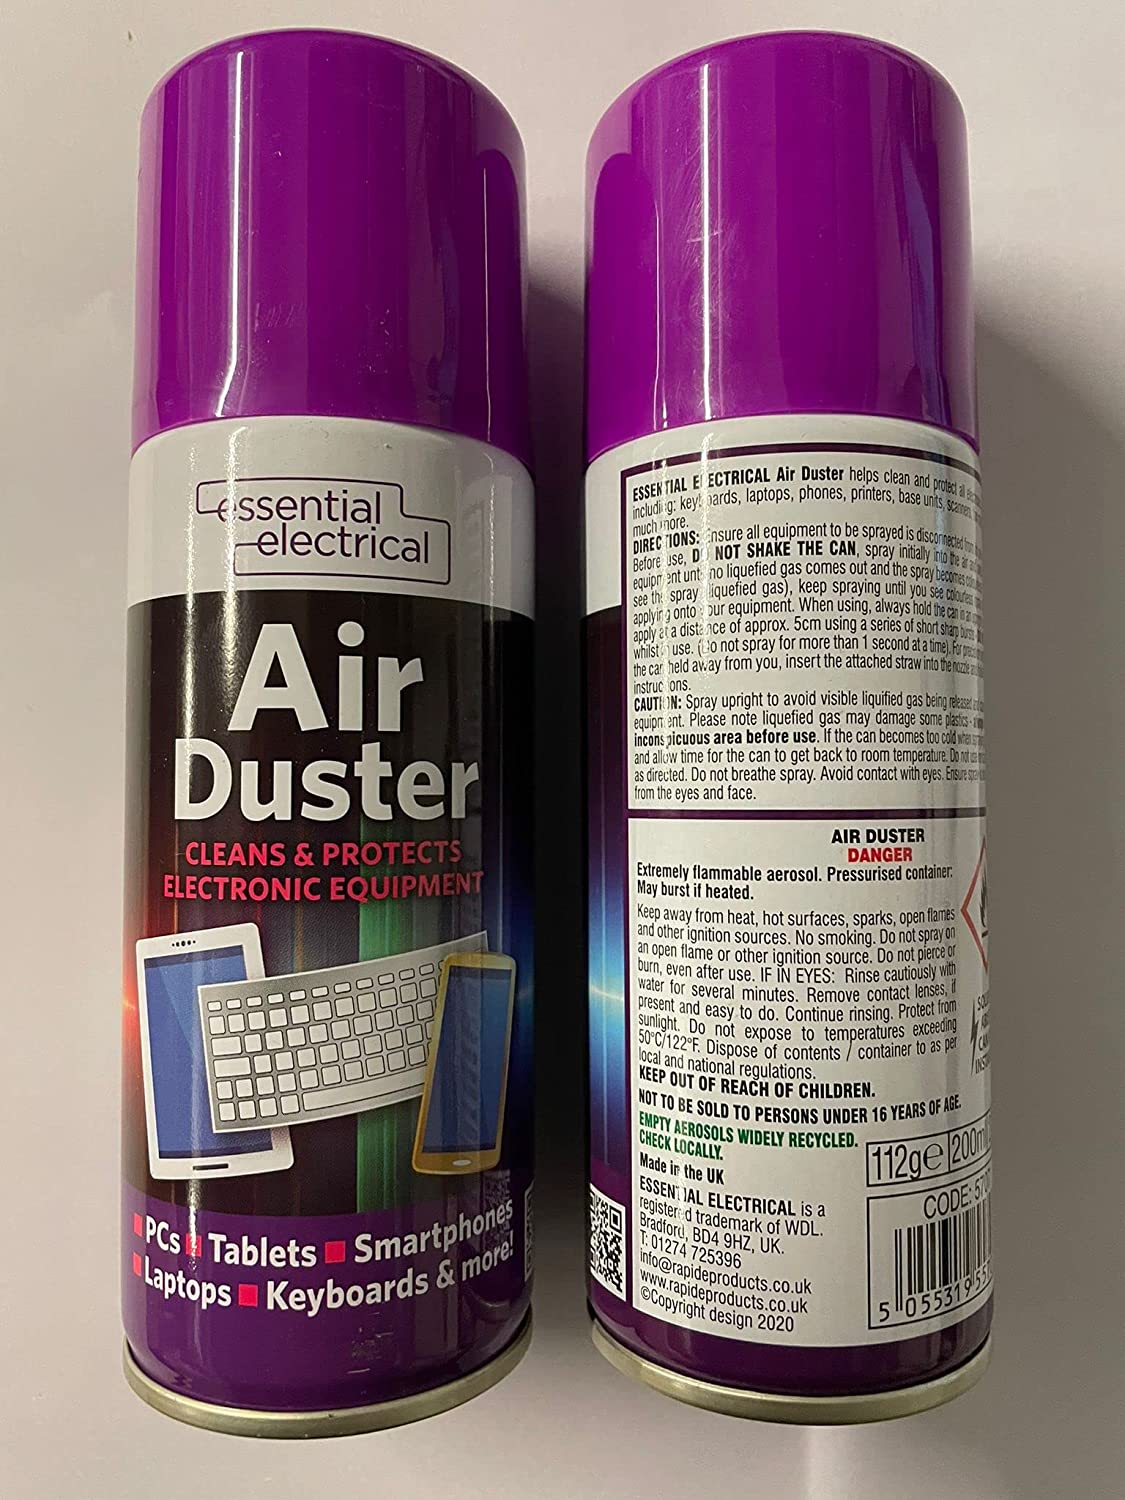 essential
electrical
Air
Duster
CLEANS & PROTECTS
ELECTRONIC EQUIPMENT
PCs Tablets Smartphones
Laptops Keyboards & more!
ESSENTIAL ELECTRICAL Air Duster helps clean and protect all
including: keyboards, laptops, phones, printers, base units, scanners,
much more.
DIRECTIONS: Ensure all equipment to be sprayed is disconnected from
Before use, DO NOT SHAKE THE CAN, spray initially into the air and
equipment until no liquefied gas comes out and the spray becomes
see the spray liquefied gas), keep spraying until you see colourless
applying onto your equipment. When using, always hold the can in an
apply at a distance of approx. 5cm using a series of short sharp bursts
whilst in use. (Do not spray for more than 1 second at a time). For
the can held away from you, insert the attached straw into the nozzle
instructions.
CAUTION: Spray upright to avoid visible liquified gas being released
equipment. Please note liquefied gas may damage some plastics -
inconspicuous area before use. If the can becomes too cold when
and allow time for the can to get back to room temperature. Do not use
as directed. Do not breathe spray. Avoid contact with eyes. Ensure
from the eyes and face.
AIR DUSTER
DANGER
Extremely flammable aerosol. Pressurised container:
May burst if heated.
Keep away from heat, hot surfaces, sparks, open flames
and other ignition sources. No smoking. Do not spray on
an open flame or other ignition source. Do not pierce or
burn, even after use. IF IN EYES: Rinse cautiously with
water for several minutes. Remove contact lenses, if
present and easy to do. Continue rinsing. Protect from
sunlight. Do not expose to temperatures exceeding
50°C/122°F. Dispose of contents / container to as per
local and national regulations.
KEEP OUT OF REACH OF CHILDREN.
NOT TO BE SOLD TO PERSONS UNDER 16 YEARS OF AGE.
EMPTY AEROSOLS WIDELY RECYCLED.
CHECK LOCALLY.
Made in the UK
ESSENTIAL ELECTRICAL is a
registered trademark of WDL.
Bradford, BD4 9HZ, UK.
T: 01274 725396
info@rapideproducts.co.uk
www.rapideproducts.co.uk
©Copyright design 2020
112g℮ 200ml
CODE:
5 055319